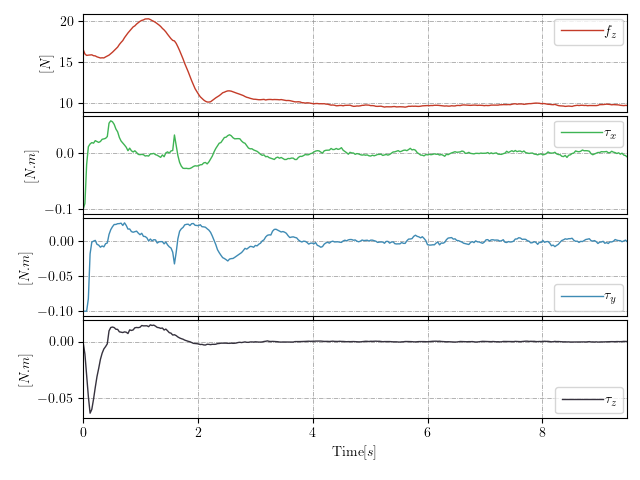 20
15
10
[N]
f_z
0.0
−0.1
[N.m]
τ_x
0.00
−0.05
−0.10
[N.m]
τ_y
0.00
−0.05
[N.m]
τ_z
0 2 4 6 8
Time[s]